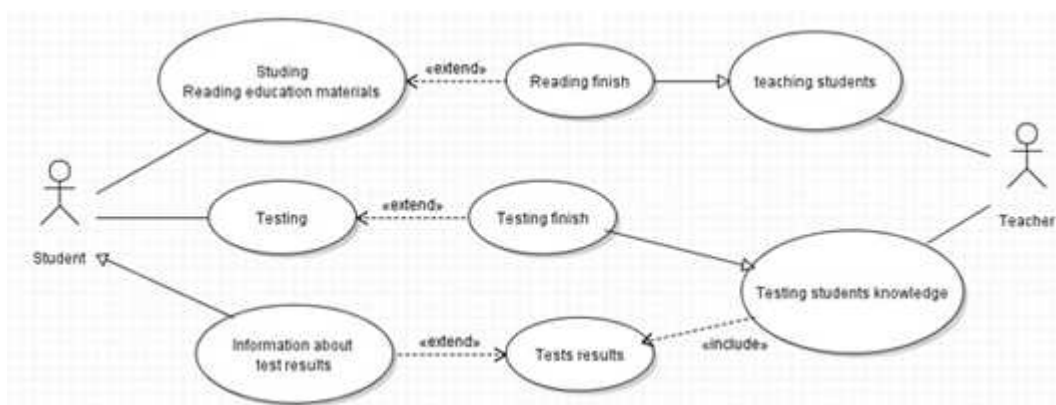 Studing
Reading education materials
«extend»
Reading finish
teaching students
Testing
«extend»
Testing finish
Student
Teacher
Testing students knowledge
Information about
test results
«extend»
Tests results
«include»